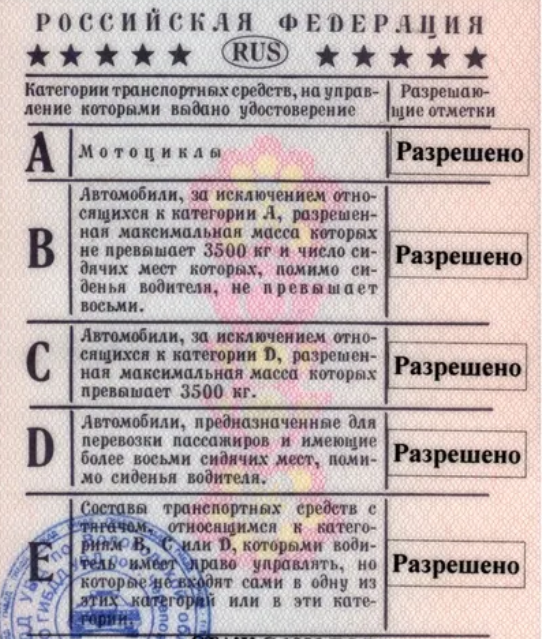 РОССИЙСКАЯ ФЕДЕРАЦИЯ
★★★★★ RUS ★★★★★
Категории транспортных средств, на управ-
ление которыми выдано удостоверение
Разрешаю-
щие отметки
A
Мотоциклы
Разрешено
B
Автомобили, за исключением отно-
сящихся к категории А, разрешен-
ная максимальная масса которых
не превышает 3500 кг и число си-
дячих мест которых, помимо си-
денья водителя, не превышает
восьми.
Разрешено
C
Автомобили, за исключением отно-
сящихся к категории D, разрешен-
ная максимальная масса которых
превышает 3500 кг.
Разрешено
D
Автомобили, предназначенные для
перевозки пассажиров и имеющие
более восьми сидячих мест, поми-
мо сиденья водителя.
Разрешено
E
Составы транспортных средств с
тягачом, относящимся к катего-
риям B, C или D, которыми води-
тель имеет право управлять, но
которые не входят сами в одну из
этих категорий или в эти кате-
гории.
Разрешено
ГИБДД